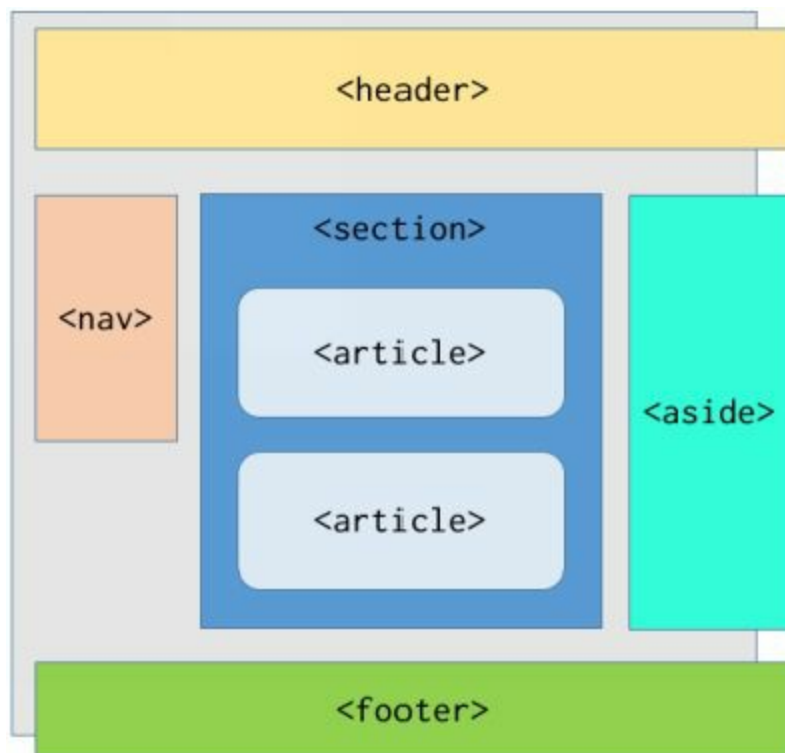 <header>
<nav>
<section>
<article>
<article>
<aside>
<footer>